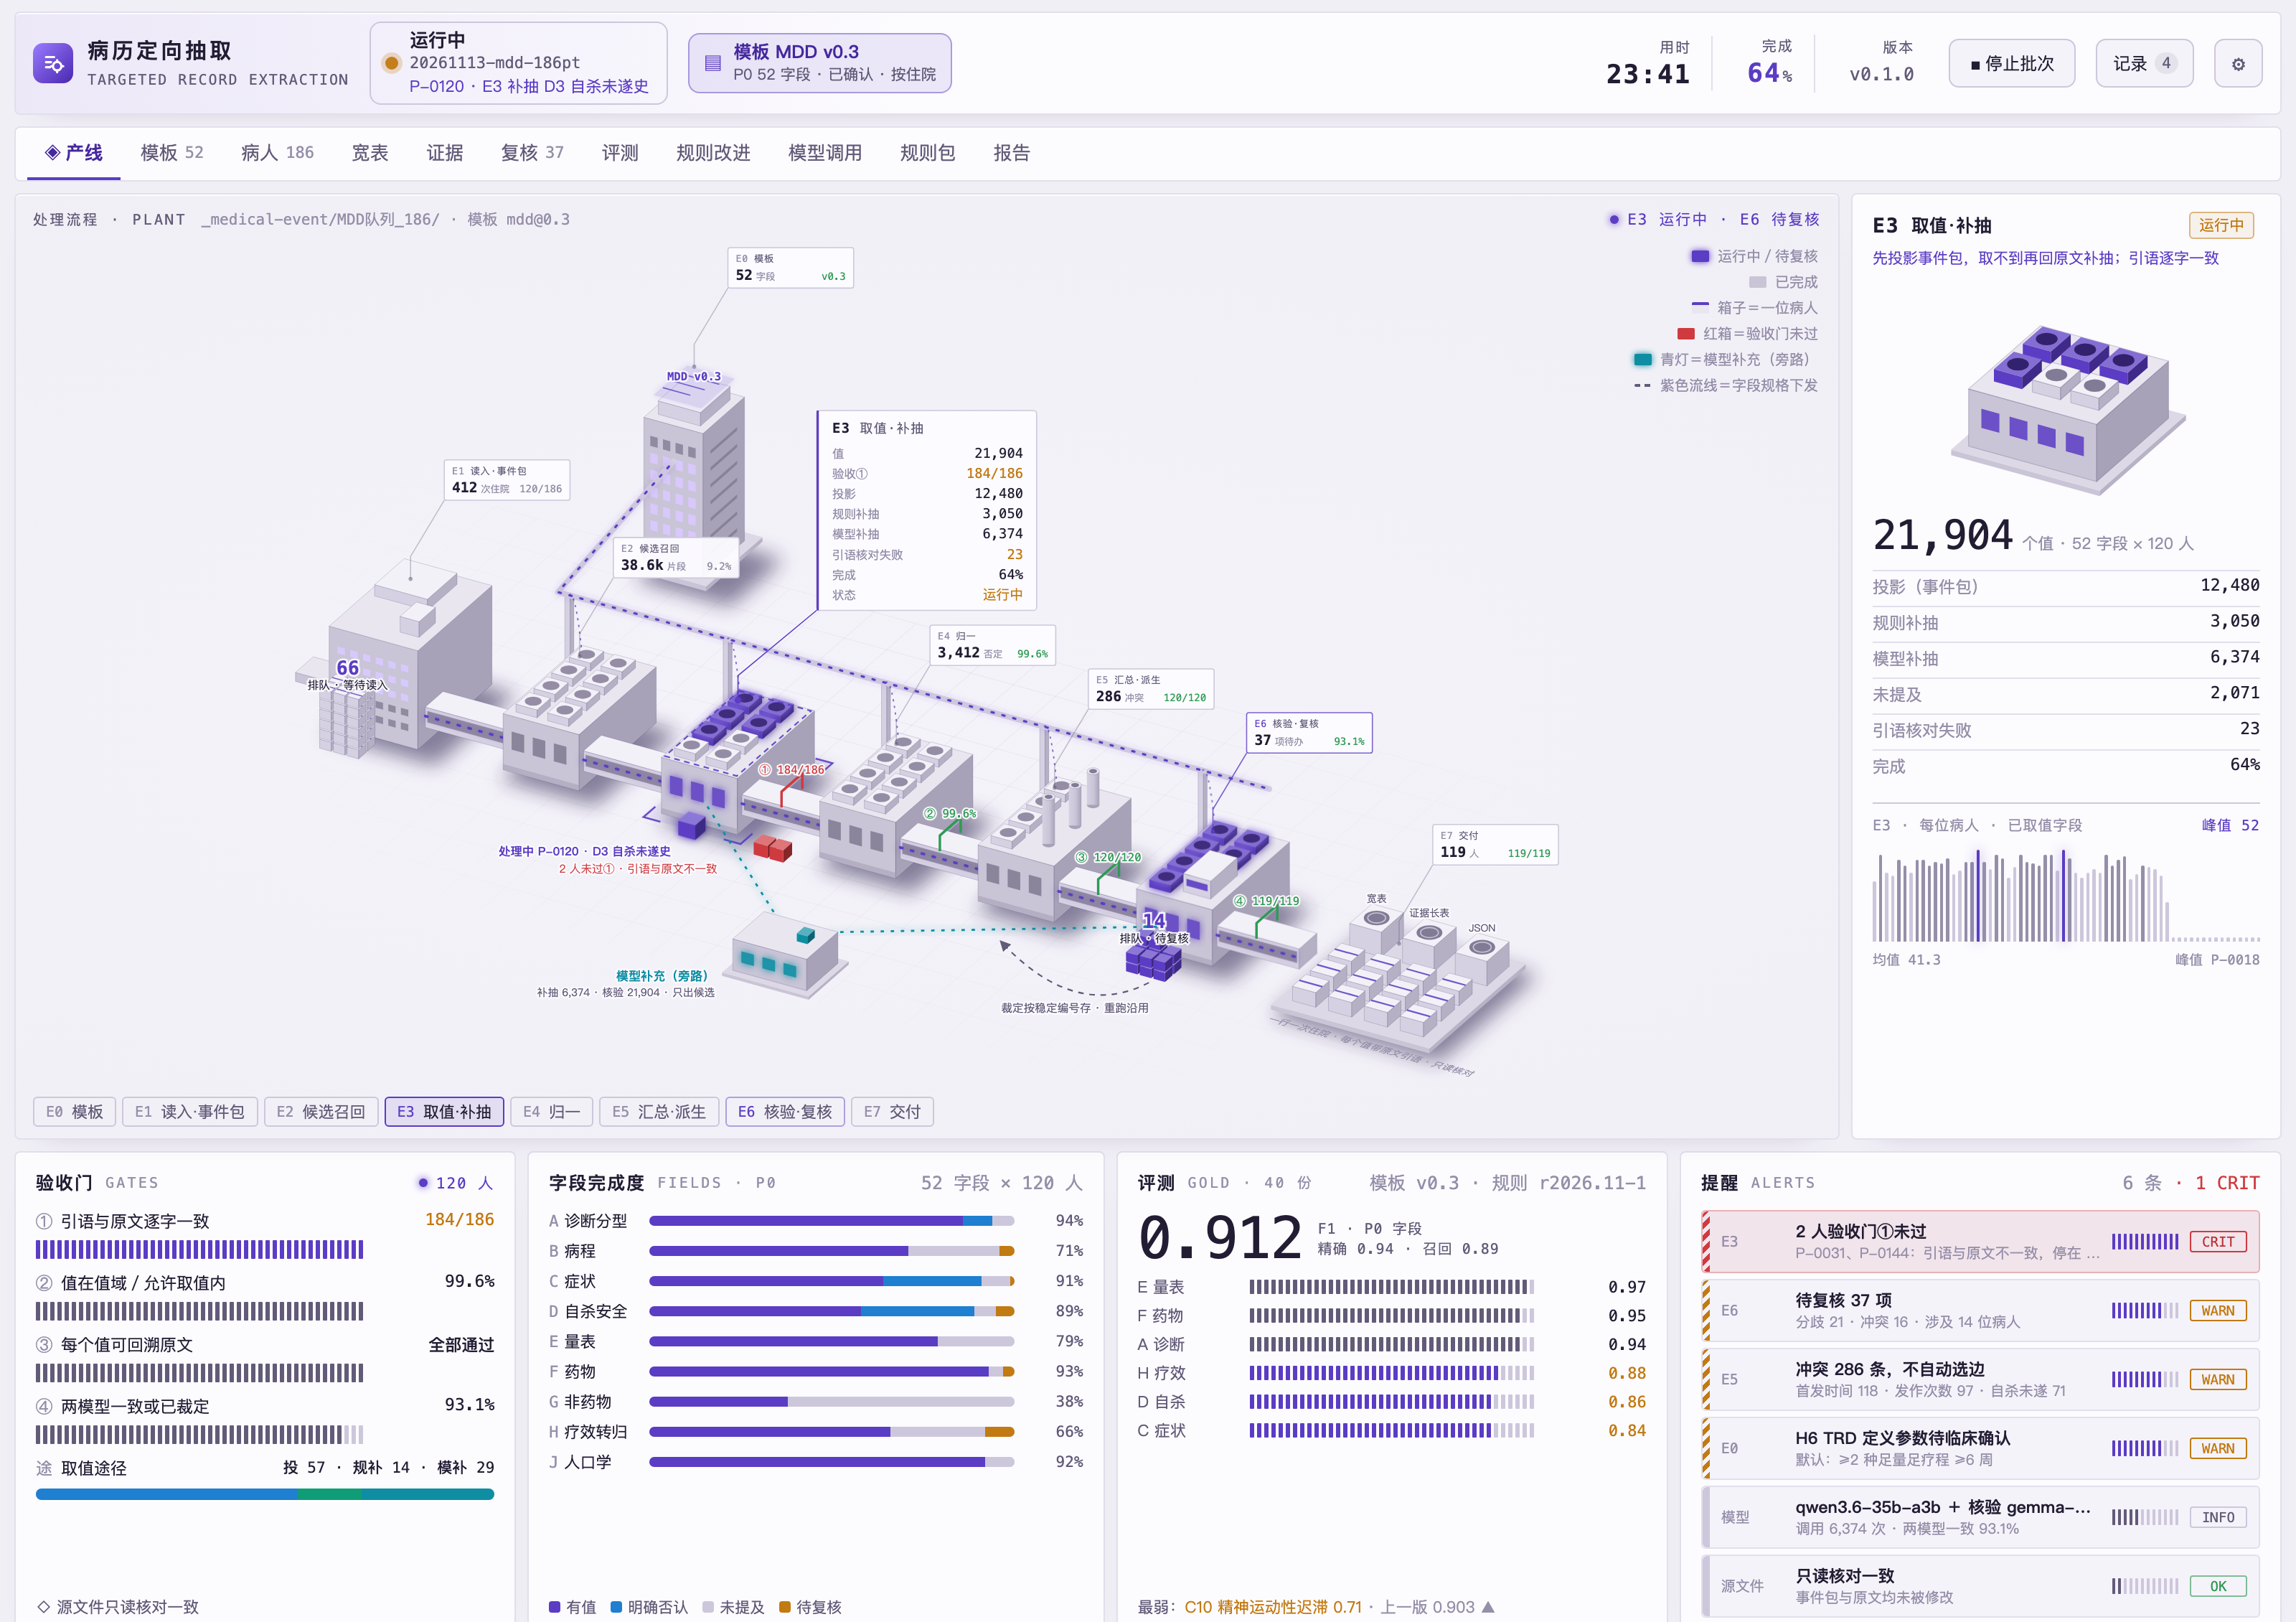 病历定向抽取
TARGETED RECORD EXTRACTION
运行中
20261113-mdd-186pt
P-0120 · E3 补抽 D3 自杀未遂史
模板 MDD v0.3
P0 52 字段 · 已确认 · 按住院
用时
23:41
完成
64%
版本
v0.1.0
■ 停止批次
记录 4
◈ 产线
模板 52
病人 186
宽表
证据
复核 37
评测
规则改进
模型调用
规则包
报告
处理流程 · PLANT _medical-event/MDD队列_186/ · 模板 mdd@0.3
E3 运行中 · E6 待复核
运行中 / 待复核
已完成
箱子=一位病人
红箱=验收门未过
青灯=模型补充（旁路）
紫色流线=字段规格下发
E0 模板
52 字段 v0.3
MDD v0.3
E1 读入·事件包
412 次住院 120/186
E2 候选召回
38.6k 片段 9.2%
E3 取值·补抽
值 21,904
验收① 184/186
投影 12,480
规则补抽 3,050
模型补抽 6,374
引语核对失败 23
完成 64%
状态 运行中
E4 归一
3,412 否定 99.6%
E5 汇总·派生
286 冲突 120/120
E6 核验·复核
37 项待办 93.1%
E7 交付
119 人 119/119
66
排队 · 等待读入
① 184/186
② 99.6%
③ 120/120
④ 119/119
处理中 P-0120 · D3 自杀未遂史
2 人未过① · 引语与原文不一致
14
排队 · 待复核
模型补充（旁路）
补抽 6,374 · 核验 21,904 · 只出候选
裁定按稳定编号存 · 重跑沿用
宽表
证据长表
JSON
一行一次住院 · 每个值带原文引语 · 只读核对
E0 模板
E1 读入·事件包
E2 候选召回
E3 取值·补抽
E4 归一
E5 汇总·派生
E6 核验·复核
E7 交付
E3 取值·补抽
运行中
先投影事件包，取不到再回原文补抽；引语逐字一致
21,904 个值 · 52 字段 × 120 人
投影（事件包） 12,480
规则补抽 3,050
模型补抽 6,374
未提及 2,071
引语核对失败 23
完成 64%
E3 · 每位病人 · 已取值字段 峰值 52
均值 41.3 峰值 P-0018
验收门 GATES 120 人
① 引语与原文逐字一致 184/186
② 值在值域 / 允许取值内 99.6%
③ 每个值可回溯原文 全部通过
④ 两模型一致或已裁定 93.1%
途 取值途径 投 57 · 规补 14 · 模补 29
◇ 源文件只读核对一致
字段完成度 FIELDS · P0 52 字段 × 120 人
A 诊断分型 94%
B 病程 71%
C 症状 91%
D 自杀安全 89%
E 量表 79%
F 药物 93%
G 非药物 38%
H 疗效转归 66%
J 人口学 92%
有值 明确否认 未提及 待复核
评测 GOLD · 40 份 模板 v0.3 · 规则 r2026.11-1
0.912
F1 · P0 字段
精确 0.94 · 召回 0.89
E 量表 0.97
F 药物 0.95
A 诊断 0.94
H 疗效 0.88
D 自杀 0.86
C 症状 0.84
最弱：C10 精神运动性迟滞 0.71 · 上一版 0.903 ▲
提醒 ALERTS 6 条 · 1 CRIT
E3
2 人验收门①未过
P-0031、P-0144：引语与原文不一致，停在 …
CRIT
E6
待复核 37 项
分歧 21 · 冲突 16 · 涉及 14 位病人
WARN
E5
冲突 286 条，不自动选边
首发时间 118 · 发作次数 97 · 自杀未遂 71
WARN
E0
H6 TRD 定义参数待临床确认
默认：≥2 种足量足疗程 ≥6 周
WARN
模型
qwen3.6-35b-a3b ＋ 核验 gemma-…
调用 6,374 次 · 两模型一致 93.1%
INFO
源文件
只读核对一致
事件包与原文均未被修改
OK